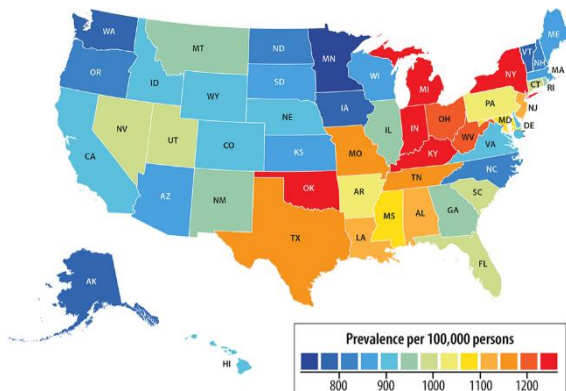 WA
MT
ND
MN
ME
VT
NH
OR
ID
SD
WI
NY
MA
MI
CT
RI
WY
IA
PA
NJ
NE
OH
MD
DE
NV
UT
IL
IN
WV
VA
CO
CA
KS
MO
KY
NC
TN
AZ
OK
AR
SC
NM
MS
AL
GA
TX
LA
FL
AK
HI
Prevalence per 100,000 persons
800 900 1000 1100 1200